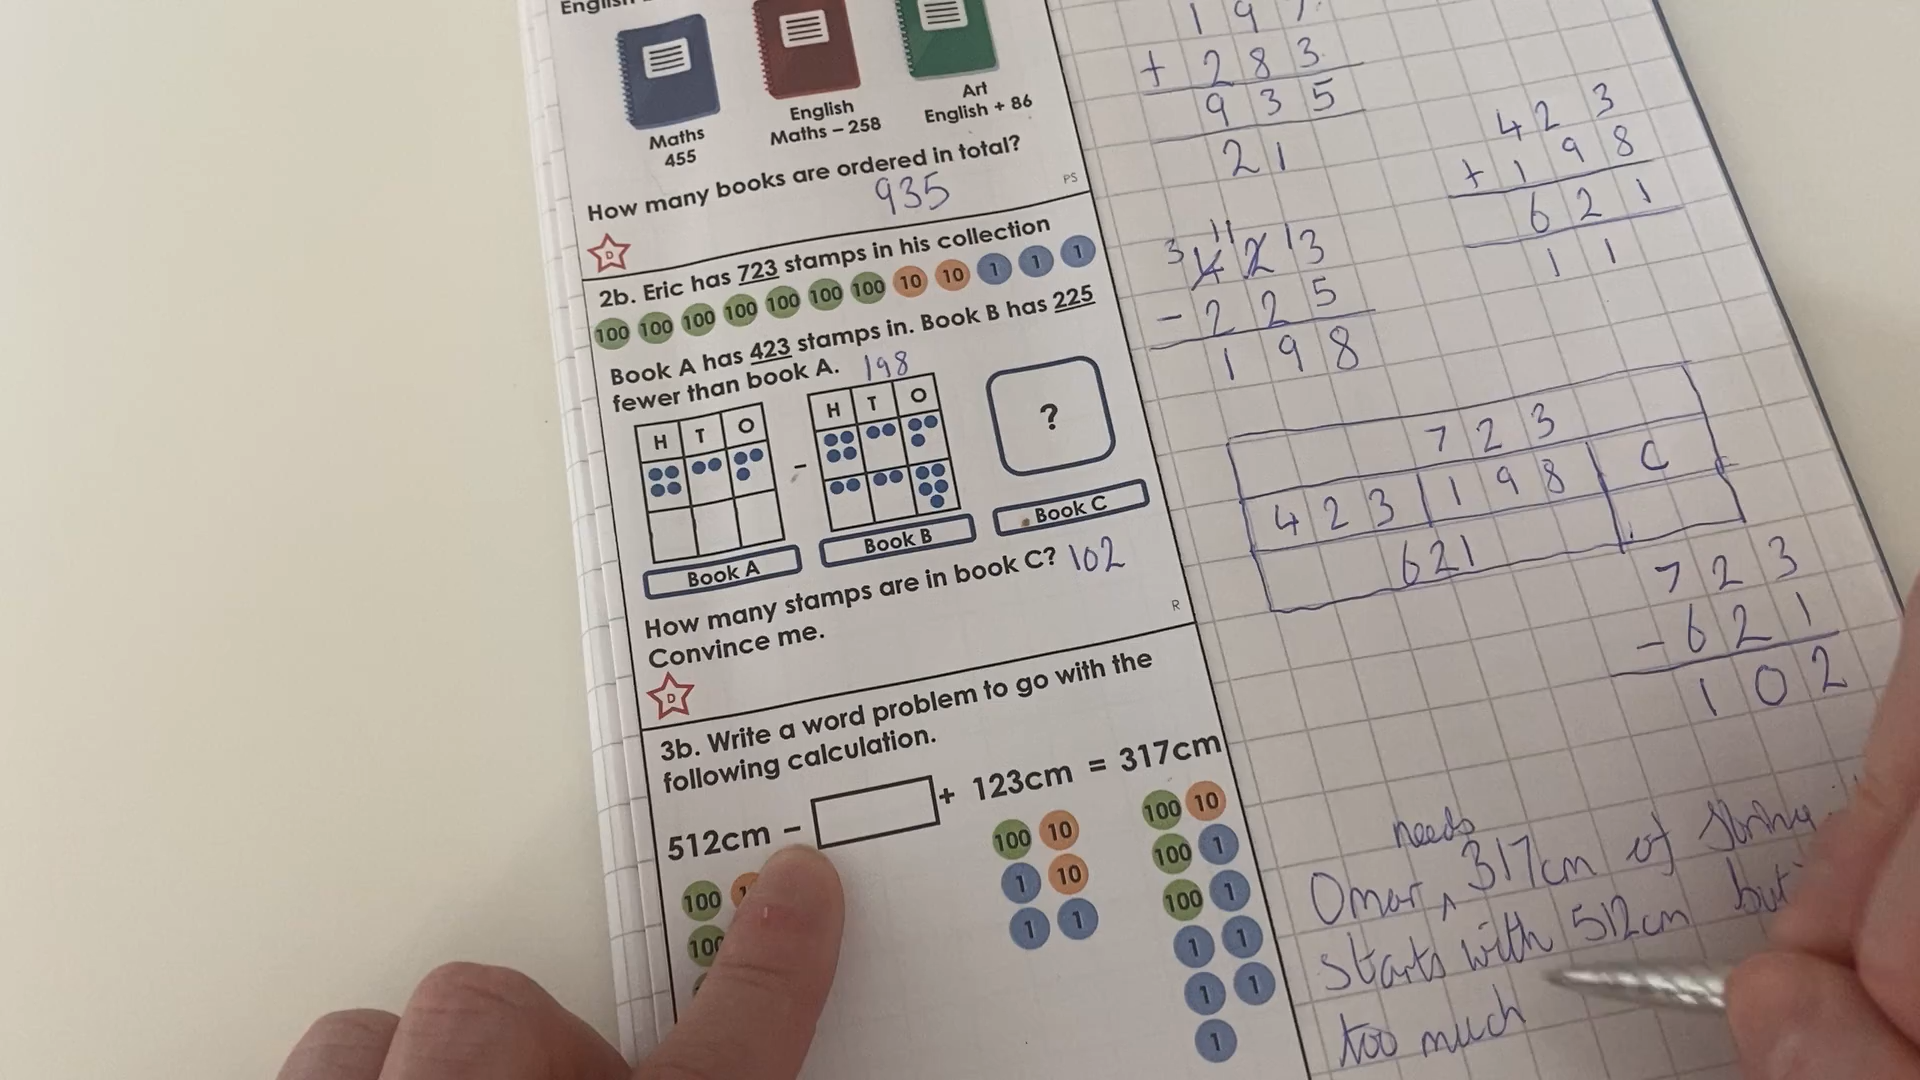 English
Maths
455
English
Maths – 258
Art
English + 86
How many books are ordered in total?
935
PS
D
2b. Eric has 723 stamps in his collection
100 100 100 100 100 100 100 10 10 1 1 1
Book A has 423 stamps in. Book B has 225
fewer than book A. 198
H T O
-
H T O
?
Book A
Book B
Book C
How many stamps are in book C? 102
Convince me.
R
D
3b. Write a word problem to go with the
following calculation.
512cm – + 123cm = 317cm
100
100
100 10
1 10
1 1
100 10
100 1
100 1
1 1
1 1
1
1 9
+ 2 8 3
9 3 5
2 1
4 2 3
+ 1 9 8
6 2 1
1 1
3 11 1
4 2 3
- 2 2 5
1 9 8
7 2 3
4 2 3 1 9 8 C
621
7 2 3
- 6 2 1
1 0 2
needs
Omar ^ 317cm of string
starts with 512cm but
too much